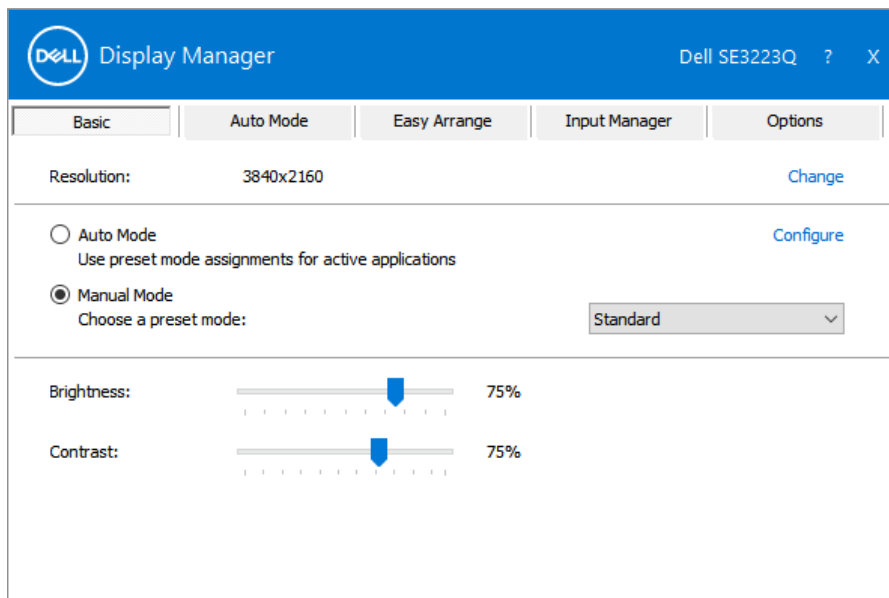 DELL Display Manager Dell SE3223Q ? X
Basic Auto Mode Easy Arrange Input Manager Options
Resolution: 3840x2160 Change
Auto Mode Configure
Use preset mode assignments for active applications
Manual Mode
Choose a preset mode: Standard
Brightness: 75%
Contrast: 75%